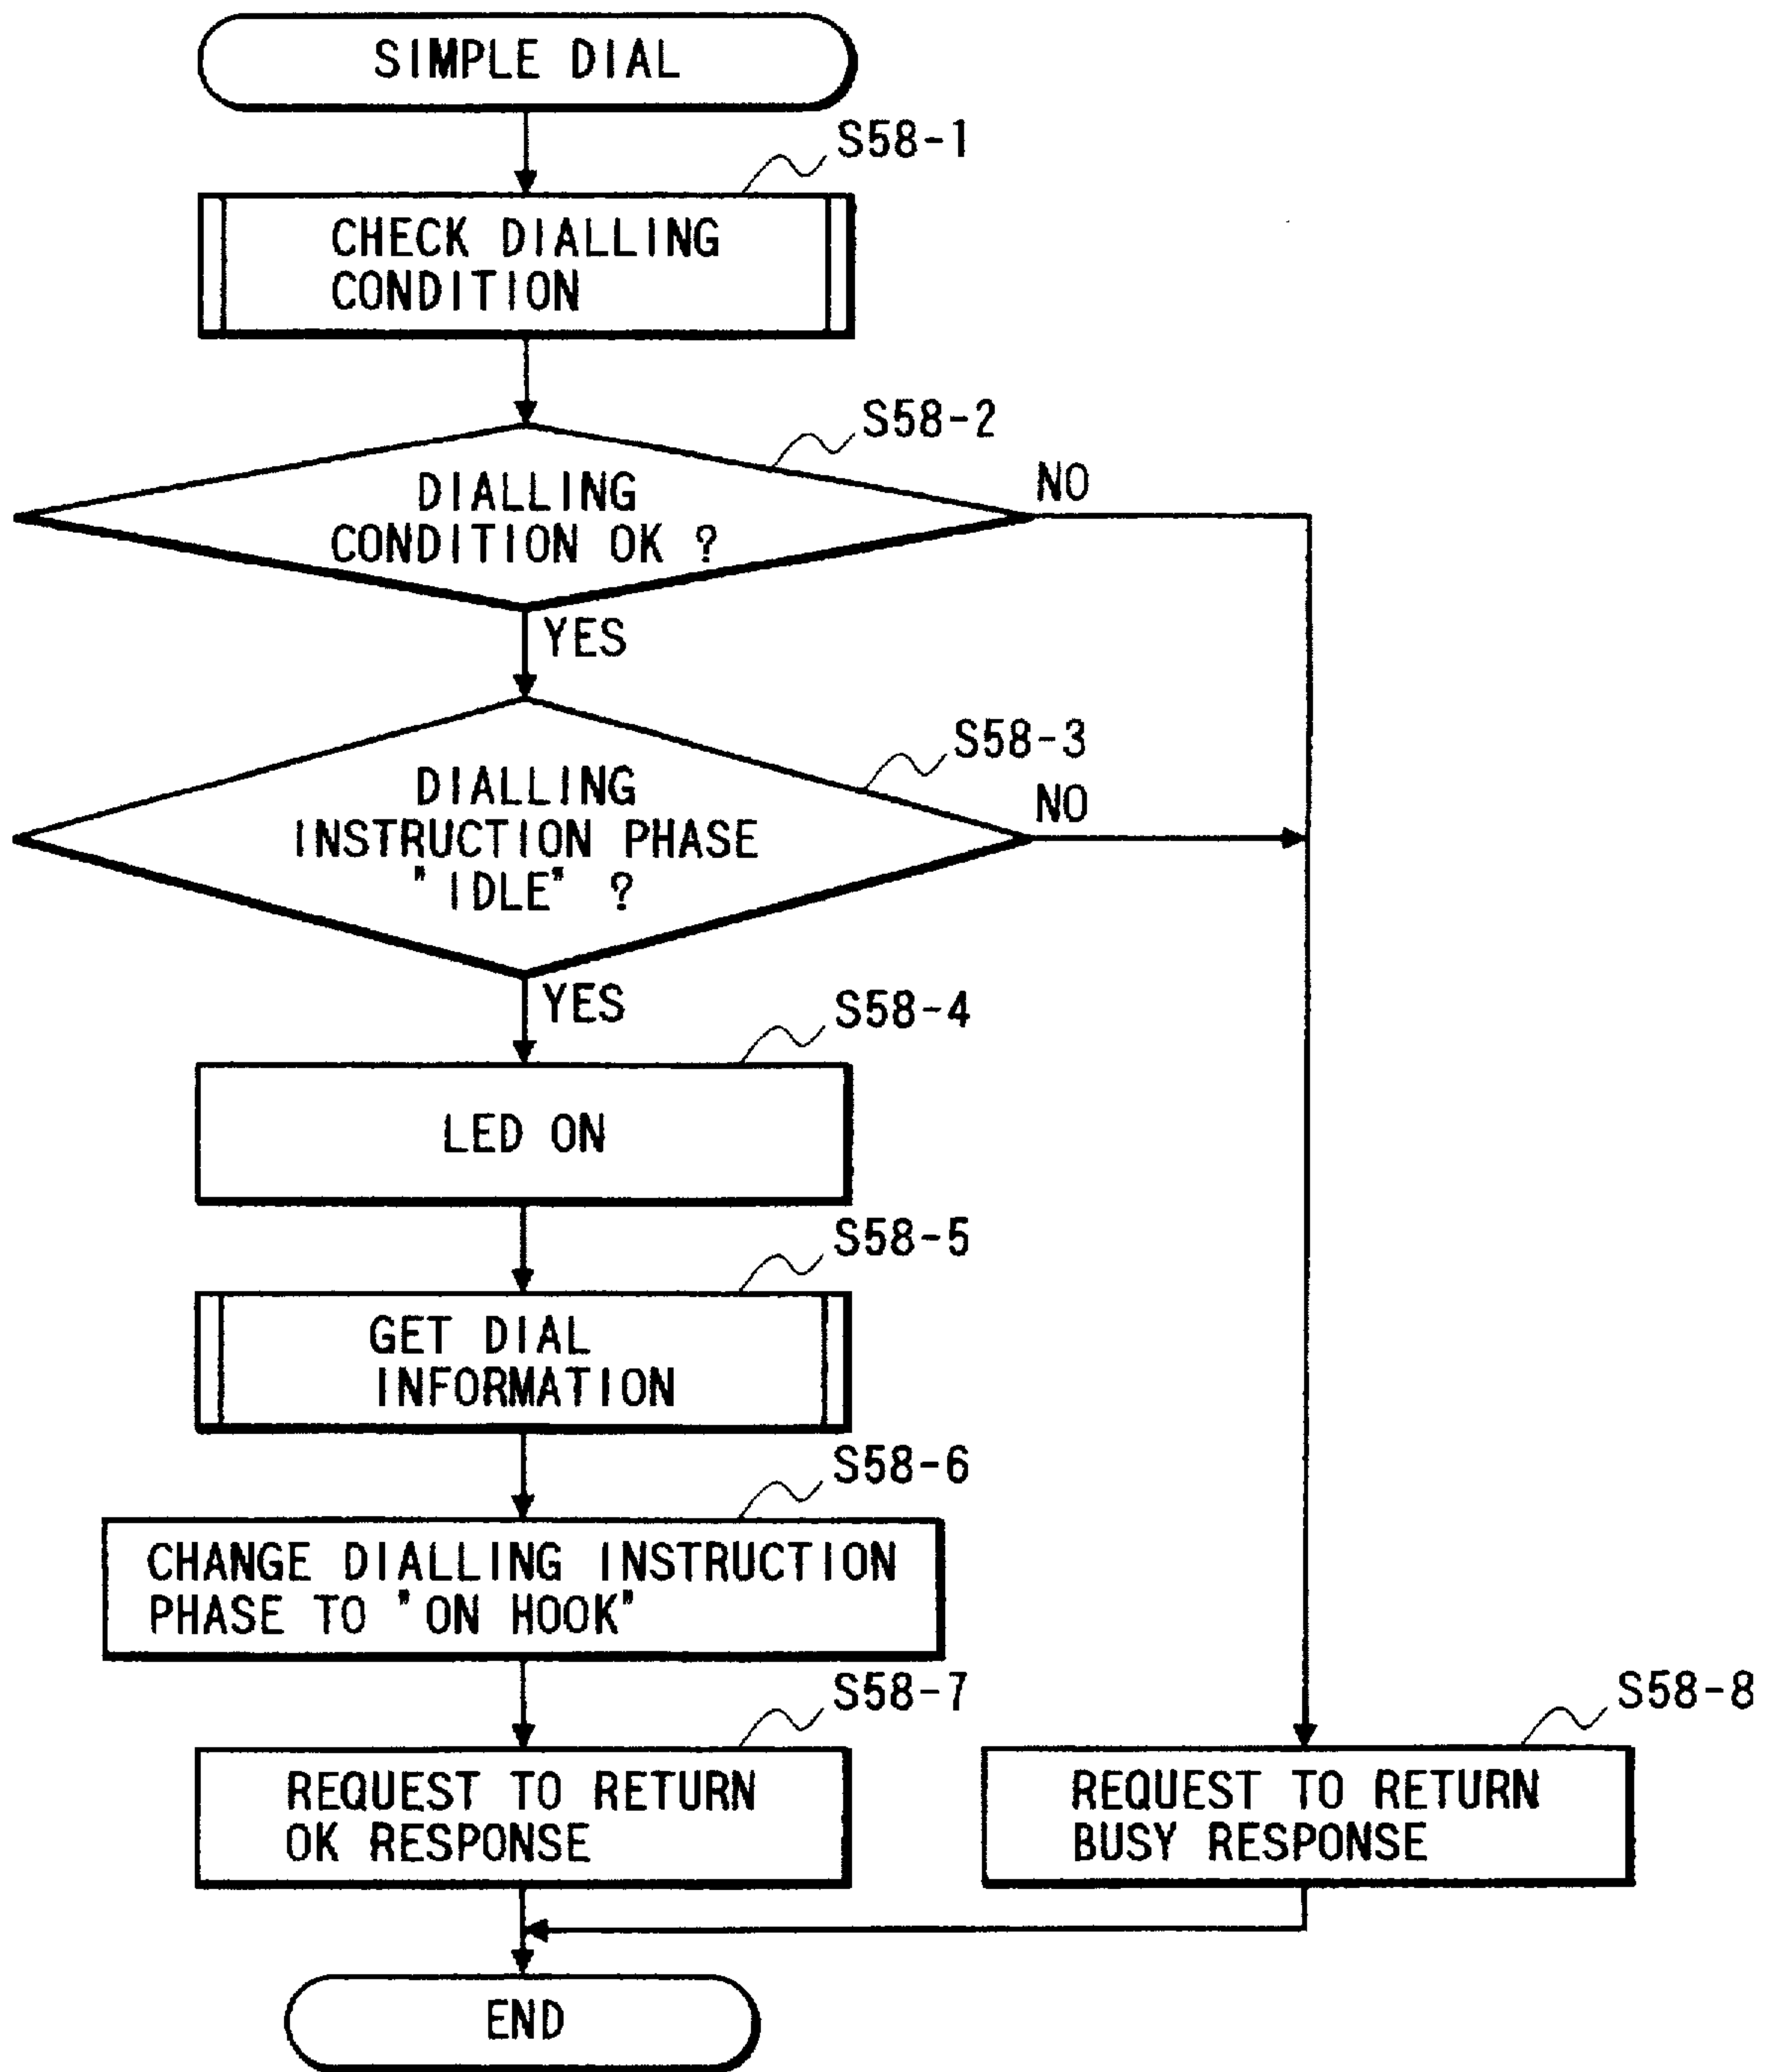 SIMPLE DIAL
S58-1
CHECK DIALLING
CONDITION
S58-2
DIALLING
CONDITION OK ?
NO
YES
S58-3
DIALLING
INSTRUCTION PHASE
"IDLE" ?
NO
YES
S58-4
LED ON
S58-5
GET DIAL
INFORMATION
S58-6
CHANGE DIALLING INSTRUCTION
PHASE TO "ON HOOK"
S58-7
REQUEST TO RETURN
OK RESPONSE
S58-8
REQUEST TO RETURN
BUSY RESPONSE
END